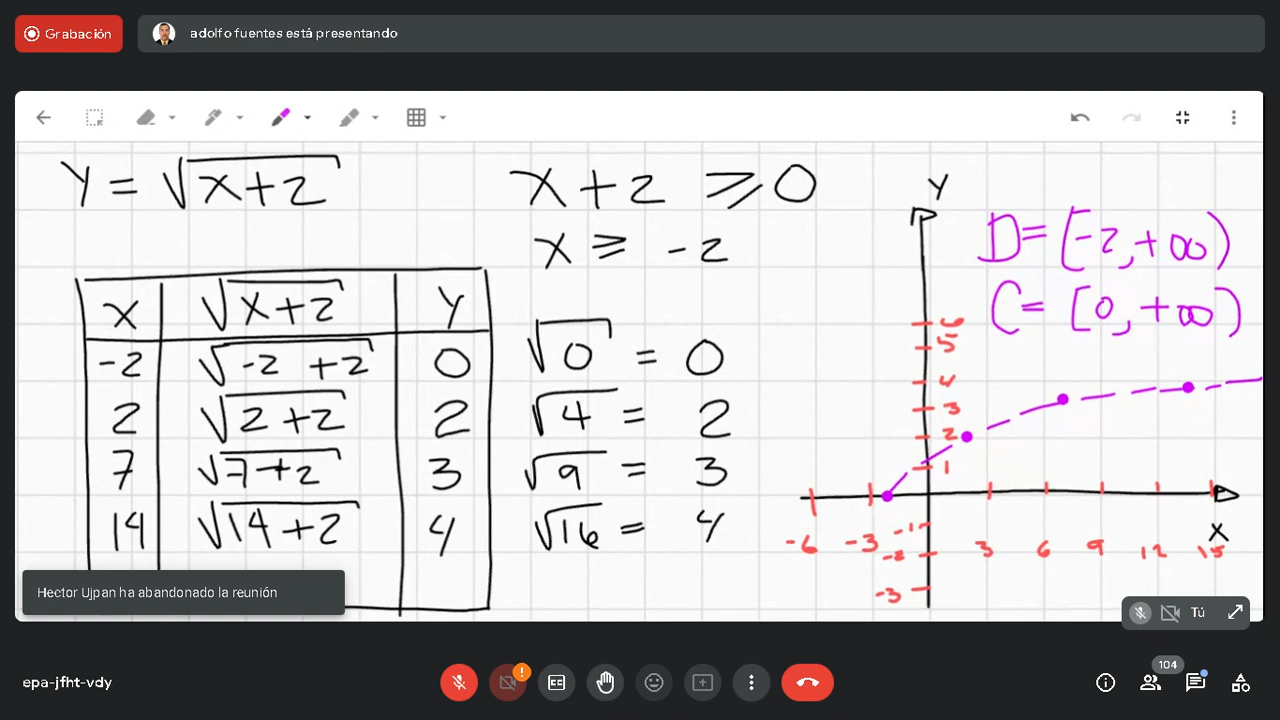 Grabación
adolfo fuentes está presentando
Y = √x+2
x+2 ≥ 0
x ≥ -2
x √x+2 Y
-2 √-2 +2 0
2 √2+2 2
7 √7+2 3
14 √14+2 4
√0 = 0
√4 = 2
√9 = 3
√16 = 4
Y
D= [-2,+∞)
C= [0,+∞)
6
5
4
3
2
1
-6 -3 3 6 9 12 15
X
-1
-2
-3
Hector Ujpan ha abandonado la reunión
Tú
epa-jfht-vdy
104